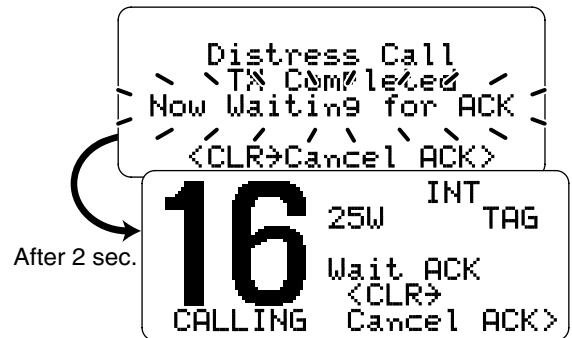 Distress Call
TX Completed
Now Waiting for ACK
<CLR→Cancel ACK>
After 2 sec.
16
INT
25W TAG
Wait ACK
<CLR→
CALLING Cancel ACK>